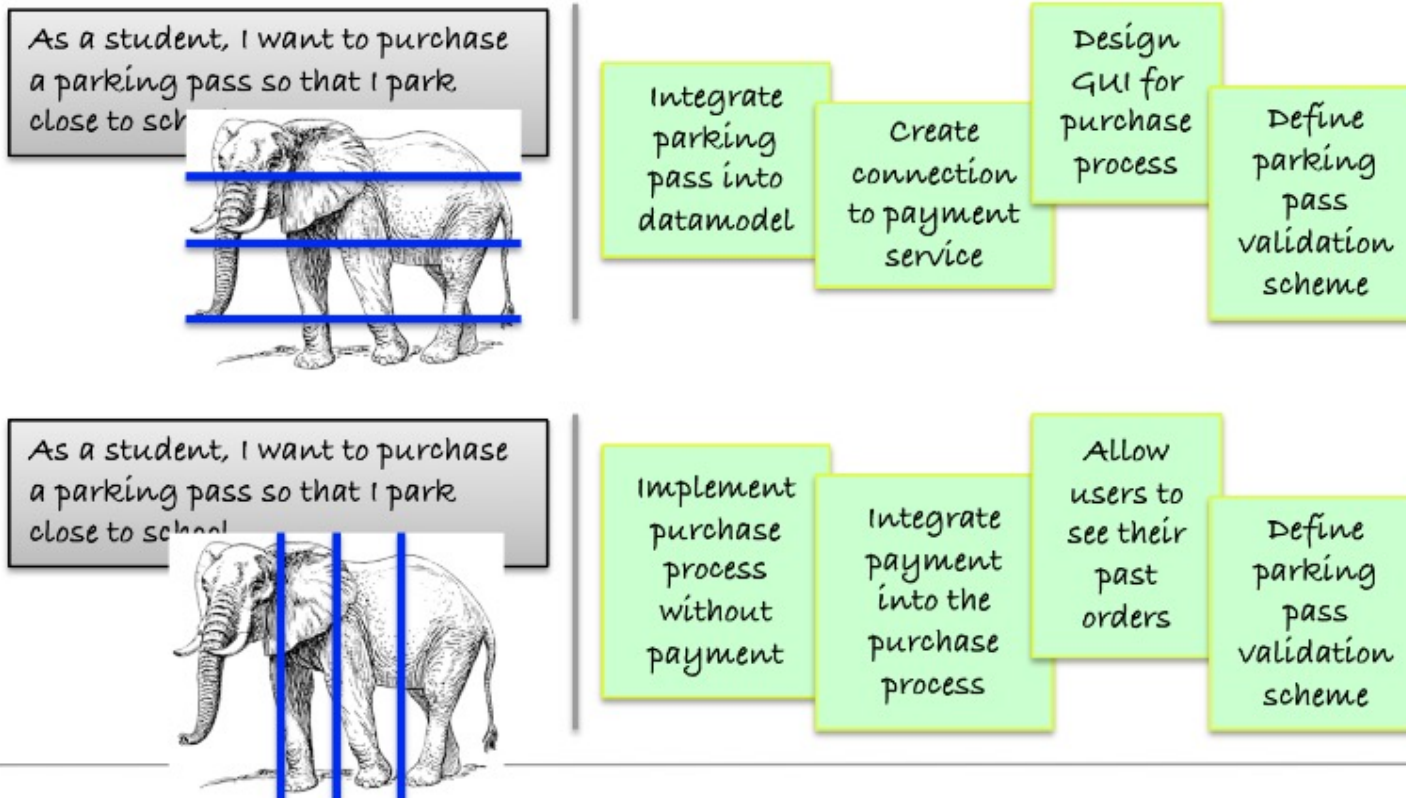 As a student, I want to purchase
a parking pass so that I park
close to sch
Integrate
parking
pass into
datamodel
Create
connection
to payment
service
Design
GUI for
purchase
process
Define
parking
pass
validation
scheme
As a student, I want to purchase
a parking pass so that I park
close to school
Implement
purchase
process
without
payment
Integrate
payment
into the
purchase
process
Allow
users to
see their
past
orders
Define
parking
pass
validation
scheme